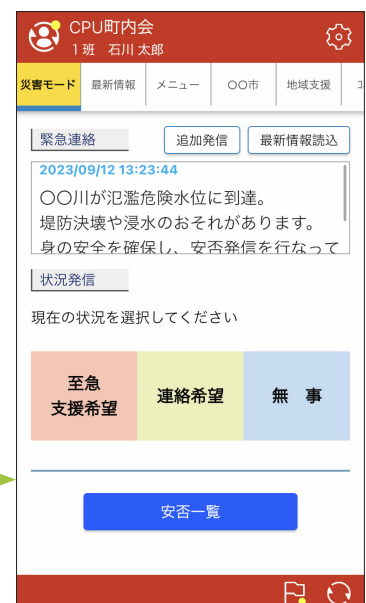 CPU町内会
1班 石川 太郎
災害モード 最新情報 メニュー ○○市 地域支援
緊急連絡 追加発信 最新情報読込
2023/09/12 13:23:44
○○川が氾濫危険水位に到達。
堤防決壊や浸水のおそれがあります。
身の安全を確保し、安否発信を行なって
状況発信
現在の状況を選択してください
至急
支援希望
連絡希望
無 事
安否一覧